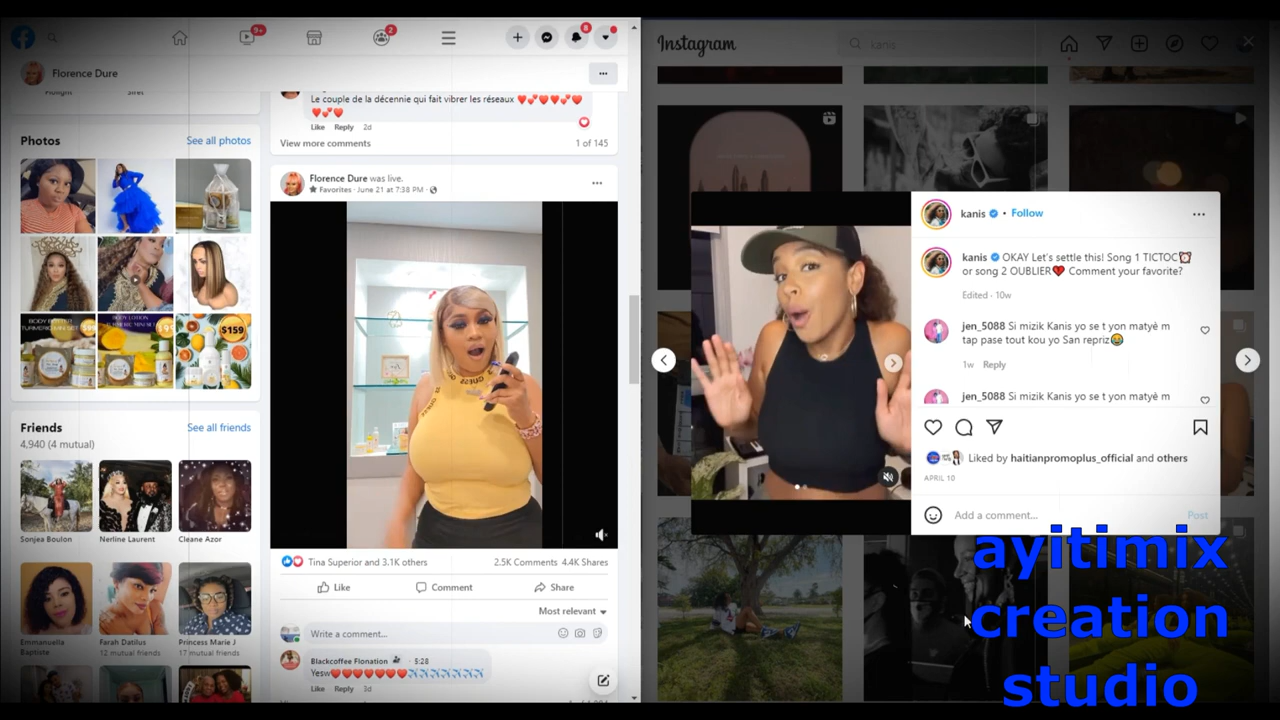 9+
2
8
Florence Dure
...
Photos
See all photos
$159
Friends
See all friends
4,940 (4 mutual)
Sonjea Boulon
Nerline Laurent
Cleane Azor
Emmanuella
Baptiste
Farah Datilus
12 mutual friends
Princess Marie J
17 mutual friends
Le couple de la décennie qui fait vibrer les réseaux ❤️💕❤️❤️💕❤️
❤️💕❤️
Like Reply 2d
View more comments
1 of 145
Florence Dure was live.
Favorites · June 21 at 7:38 PM ·
Tina Superior and 3.1K others
2.5K Comments 4.4K Shares
Like
Comment
Share
Most relevant
Write a comment...
Blackcoffee Flonation · 5:28
Yesw❤️❤️❤️❤️❤️❤️❤️✈️✈️✈️✈️✈️✈️✈️
Like Reply 3d
Instagram
kanis
kanis • Follow
kanis OKAY Let's settle this! Song 1 TICTOC⏰
or song 2 OUBLIER💔 Comment your favorite?
Edited · 10w
jen_5088 Si mizik Kanis yo se t yon matyè m
tap pase tout kou yo San repriz😂
1w Reply
jen_5088 Si mizik Kanis yo se t yon matyè m
Liked by haitianpromoplus_official and others
APRIL 10
Add a comment...
Post
ayitimix
creation
studio